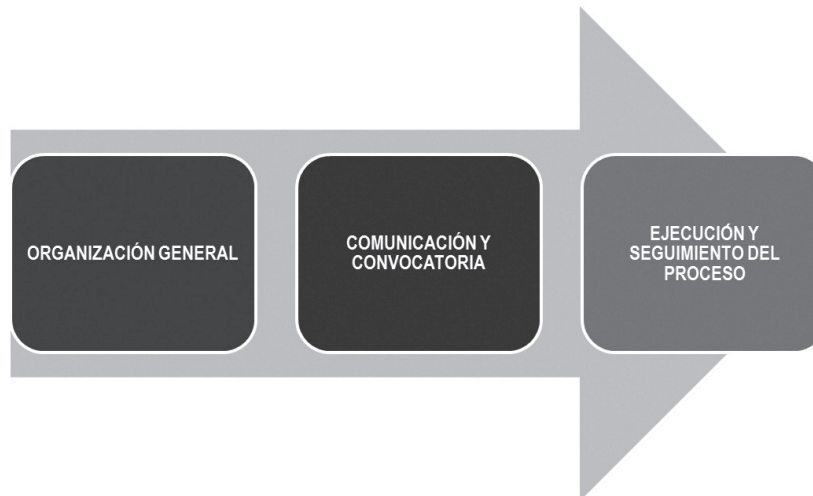 ORGANIZACIÓN GENERAL
COMUNICACIÓN Y
CONVOCATORIA
EJECUCIÓN Y
SEGUIMIENTO DEL
PROCESO